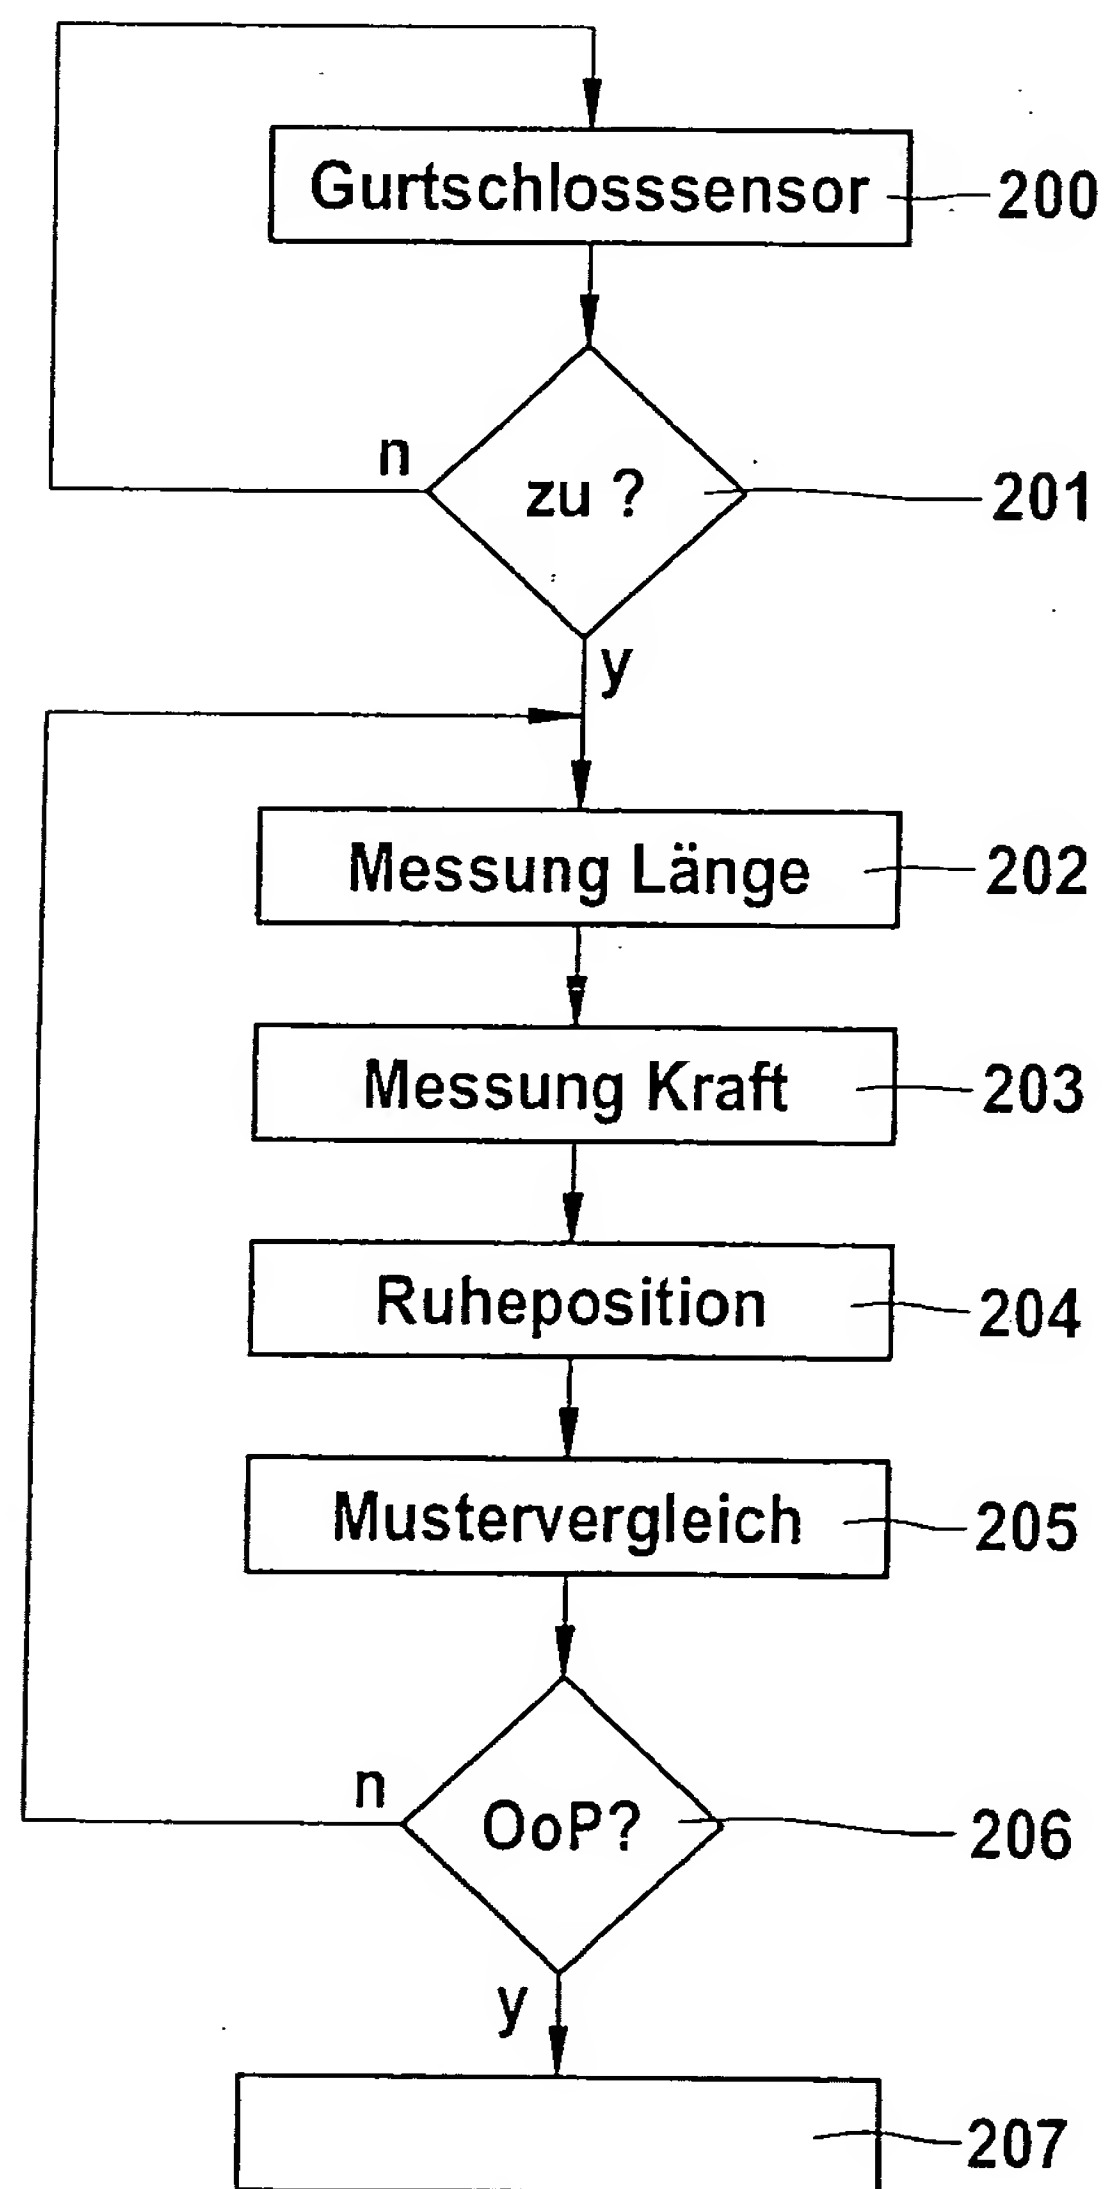 Gurtschlosssensor 200
n
zu ? 201
y
Messung Länge 202
Messung Kraft 203
Ruheposition 204
Mustervergleich 205
n
OoP? 206
y
207